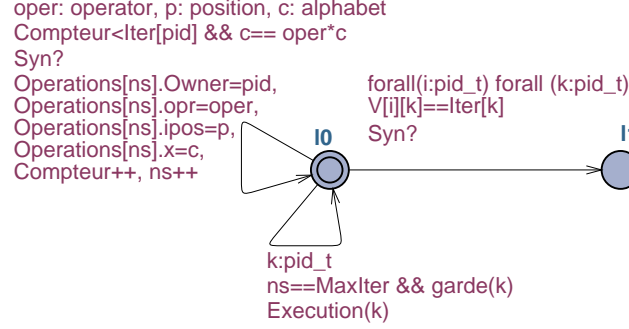 oper: operator, p: position, c: alphabet
Compteur<Iter[pid] && c== oper*c
Syn?
Operations[ns].Owner=pid,
Operations[ns].opr=oper,
Operations[ns].ipos=p,
Operations[ns].x=c,
Compteur++, ns++
forall(i:pid_t) forall (k:pid_t)
V[i][k]==Iter[k]
Syn?
l0
k:pid_t
ns==MaxIter && garde(k)
Execution(k)